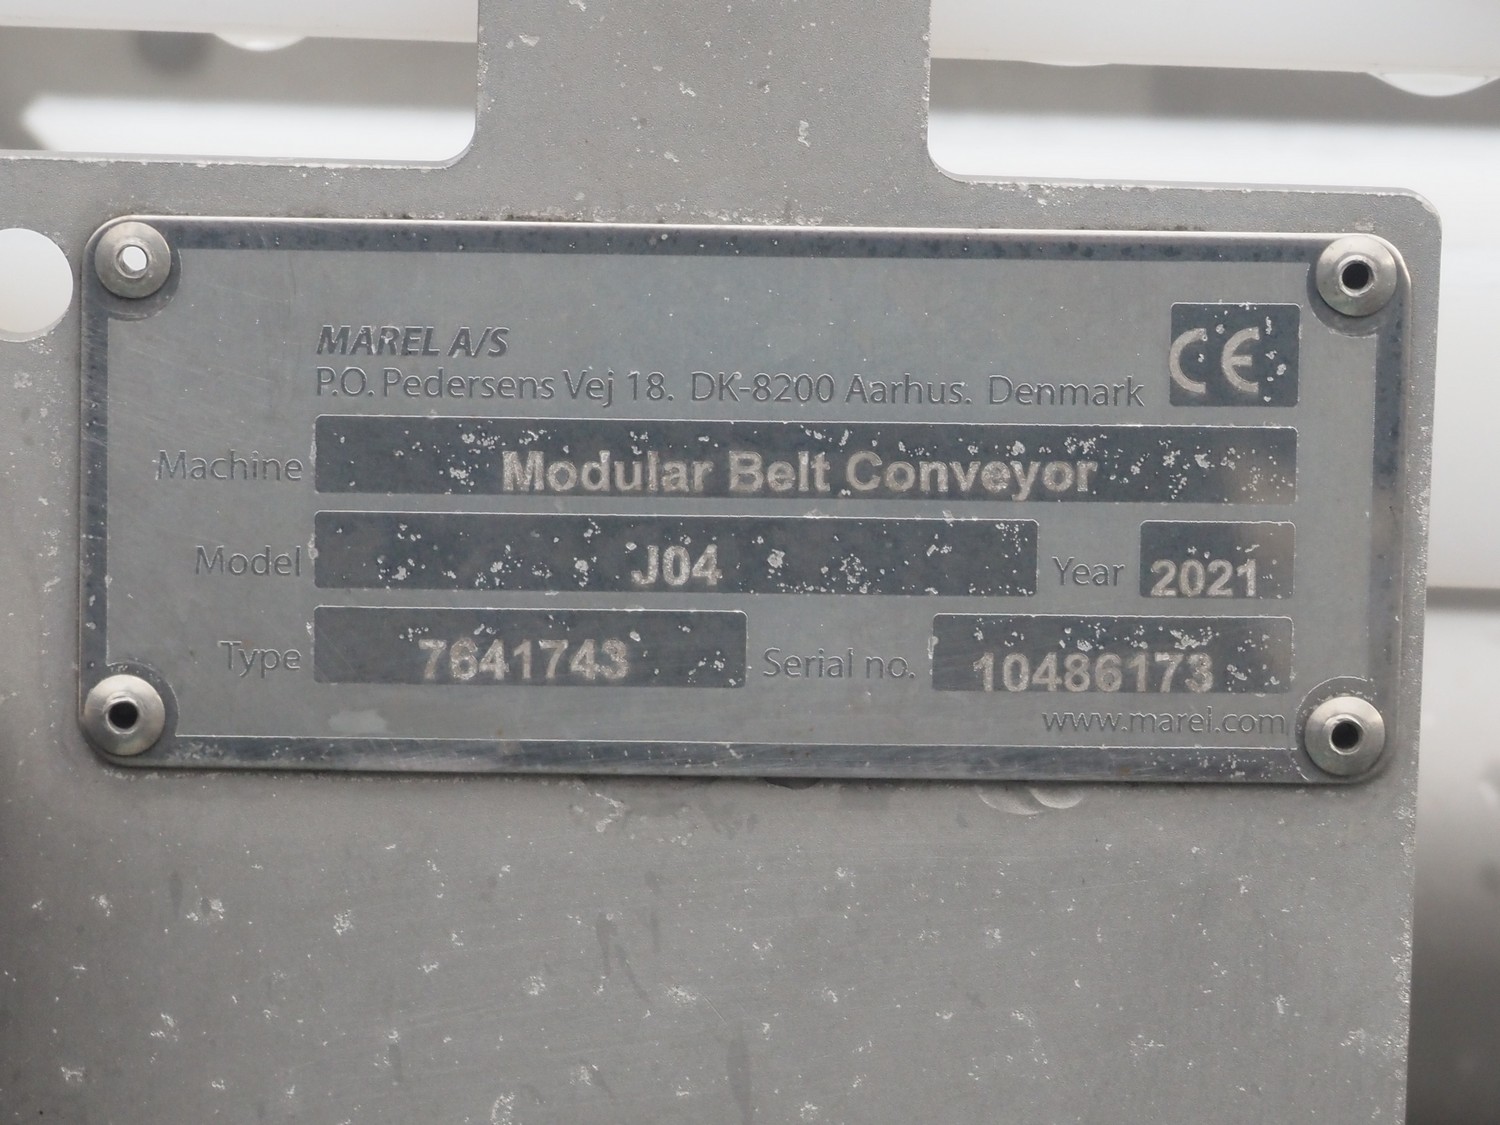 MAREL A/S
P.O. Pedersens Vej 18. DK-8200 Aarhus. Denmark
CE
Machine Modular Belt Conveyor
Model J04 Year 2021
Type 7641743 Serial no. 10486173
www.marel.com